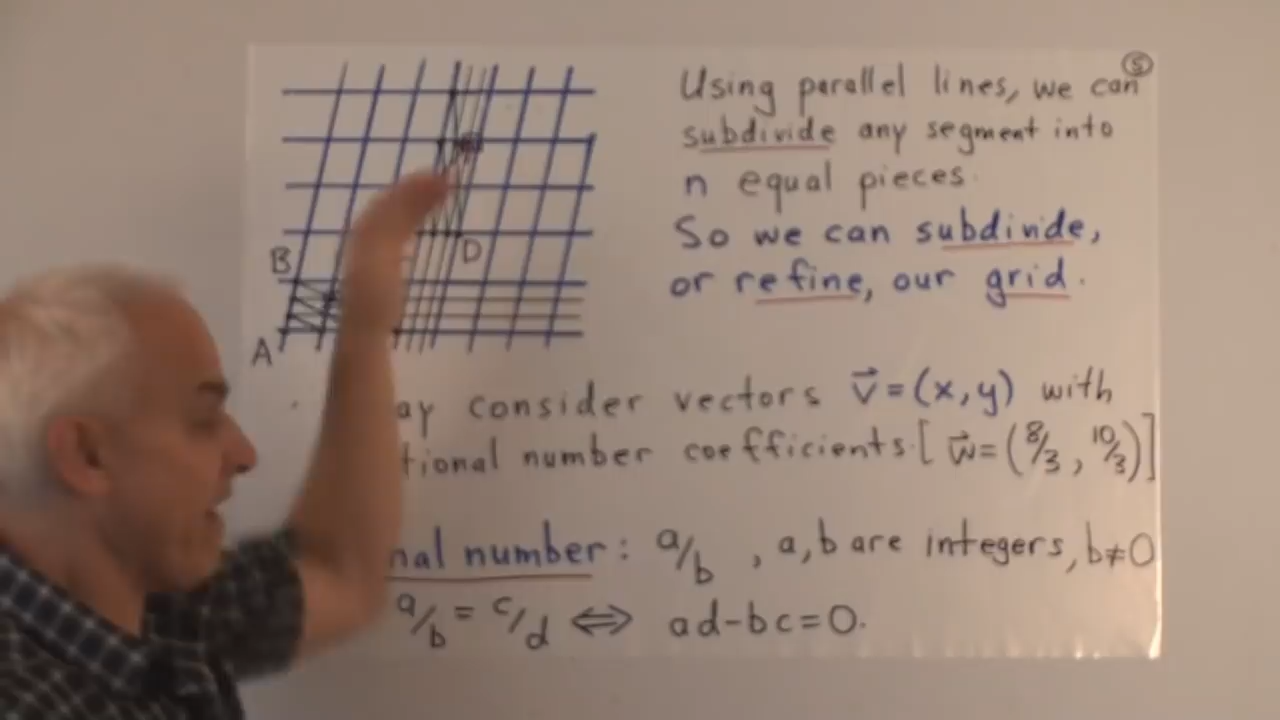 5
Using parallel lines, we can
subdivide any segment into
n equal pieces.
So we can subdivide,
or refine, our grid.
B
D
A
ay consider vectors v⃗=(x,y) with
tional number coefficients [w⃗=(8/3, 10/3)]
nal number: a/b , a,b are integers, b≠0
a/b = c/d ⇔ ad-bc=0.